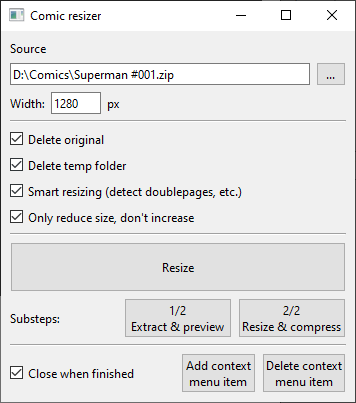 Comic resizer
Source
D:\Comics\Superman #001.zip
...
Width: 1280 px
Delete original
Delete temp folder
Smart resizing (detect doublepages, etc.)
Only reduce size, don't increase
Resize
Substeps:
1/2
Extract & preview
2/2
Resize & compress
Close when finished
Add context
menu item
Delete context
menu item